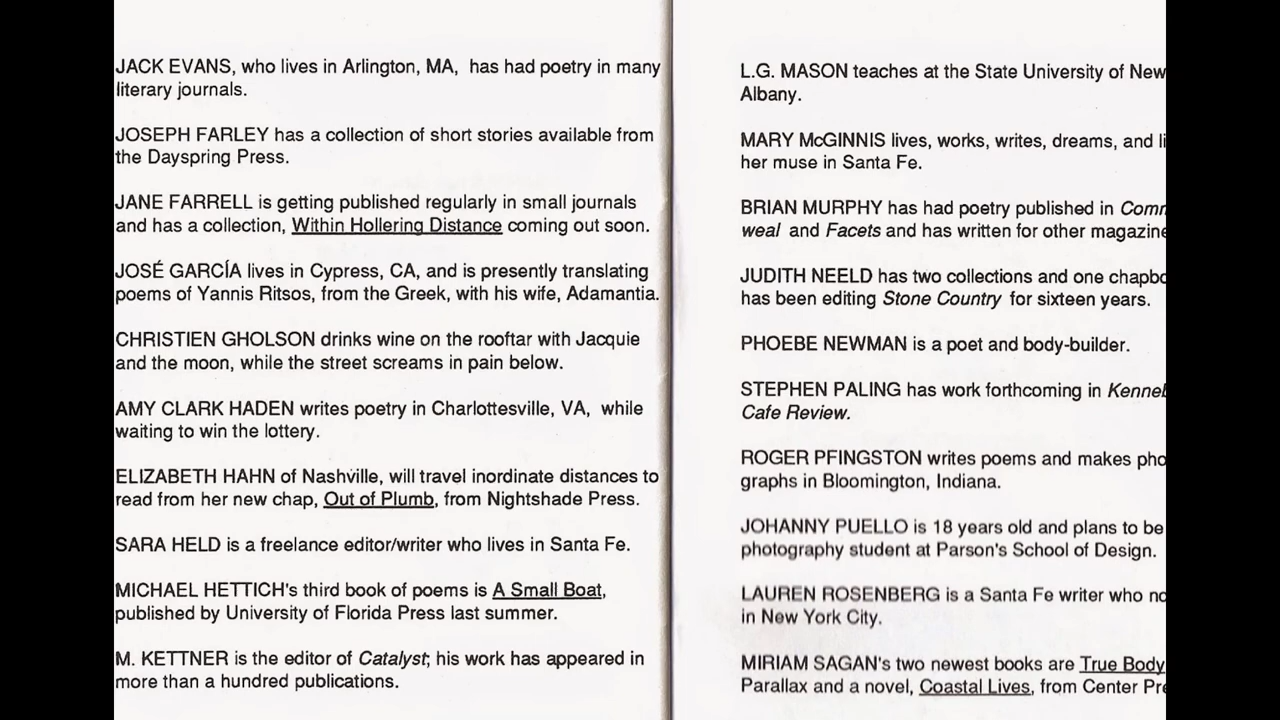 JACK EVANS, who lives in Arlington, MA, has had poetry in many
literary journals.
JOSEPH FARLEY has a collection of short stories available from
the Dayspring Press.
JANE FARRELL is getting published regularly in small journals
and has a collection, Within Hollering Distance coming out soon.
JOSÉ GARCÍA lives in Cypress, CA, and is presently translating
poems of Yannis Ritsos, from the Greek, with his wife, Adamantia.
CHRISTIEN GHOLSON drinks wine on the rooftar with Jacquie
and the moon, while the street screams in pain below.
AMY CLARK HADEN writes poetry in Charlottesville, VA, while
waiting to win the lottery.
ELIZABETH HAHN of Nashville, will travel inordinate distances to
read from her new chap, Out of Plumb, from Nightshade Press.
SARA HELD is a freelance editor/writer who lives in Santa Fe.
MICHAEL HETTICH's third book of poems is A Small Boat,
published by University of Florida Press last summer.
M. KETTNER is the editor of Catalyst; his work has appeared in
more than a hundred publications.
L.G. MASON teaches at the State University of New
Albany.
MARY McGINNIS lives, works, writes, dreams, and
her muse in Santa Fe.
BRIAN MURPHY has had poetry published in
weal and Facets and has written for other magazine
JUDITH NEELD has two collections and one
has been editing Stone Country for sixteen years.
PHOEBE NEWMAN is a poet and body-builder.
STEPHEN PALING has work forthcoming in
Cafe Review.
ROGER PFINGSTON writes poems and makes pho
graphs in Bloomington, Indiana.
JOHANNY PUELLO is 18 years old and plans to be
photography student at Parson's School of Design.
LAUREN ROSENBERG is a Santa Fe writer who
in New York City.
MIRIAM SAGAN's two newest books are True Body
Parallax and a novel, Coastal Lives, from Center